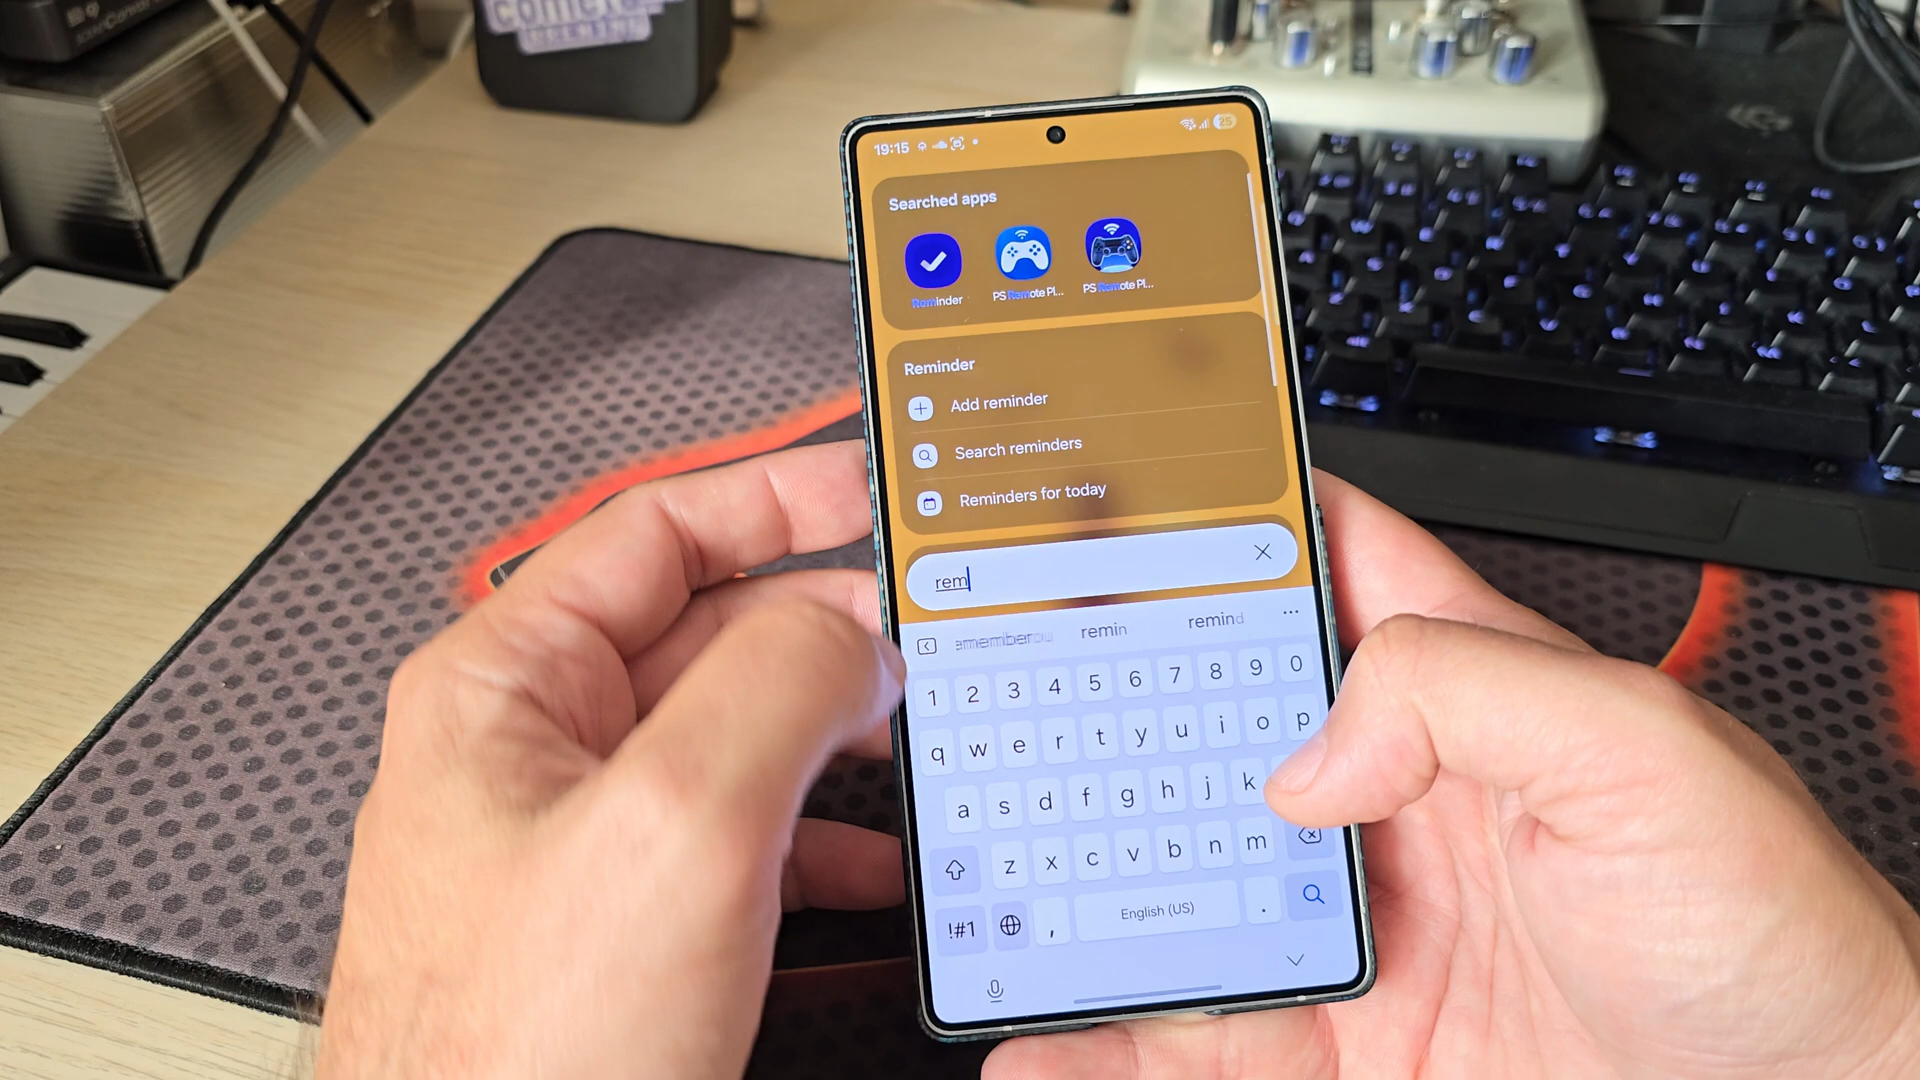 19:15
25
Searched apps
Reminder
PS Remote Pl...
PS Remote Pl...
Reminder
Add reminder
Search reminders
Reminders for today
rem
remin
remind
1 2 3 4 5 6 7 8 9 0
q w e r t y u i o p
a s d f g h j k
z x c v b n m
!#1 , English (US) .